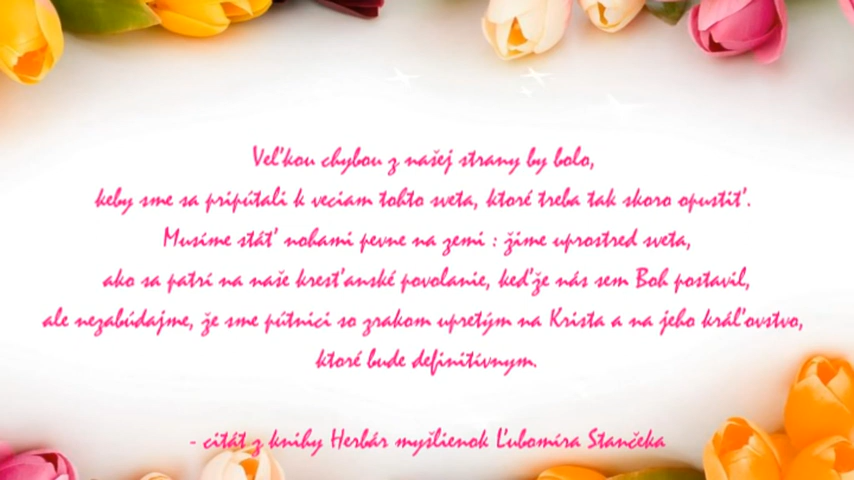 Veľkou chybou z našej strany by bolo,
keby sme sa pripútali k veciam tohto sveta, ktoré treba tak skoro opustiť.
Musíme stáť nohami pevne na zemi : žime uprostred sveta,
ako sa patrí na naše kresťanské povolanie, keďže nás sem Boh postavil,
ale nezabúdajme, že sme pútnici so zrakom upretým na Krista a na jeho kráľovstvo,
ktoré bude definitívnym.
- citát z knihy Herbár myšlienok Ľubomíra Stančeka